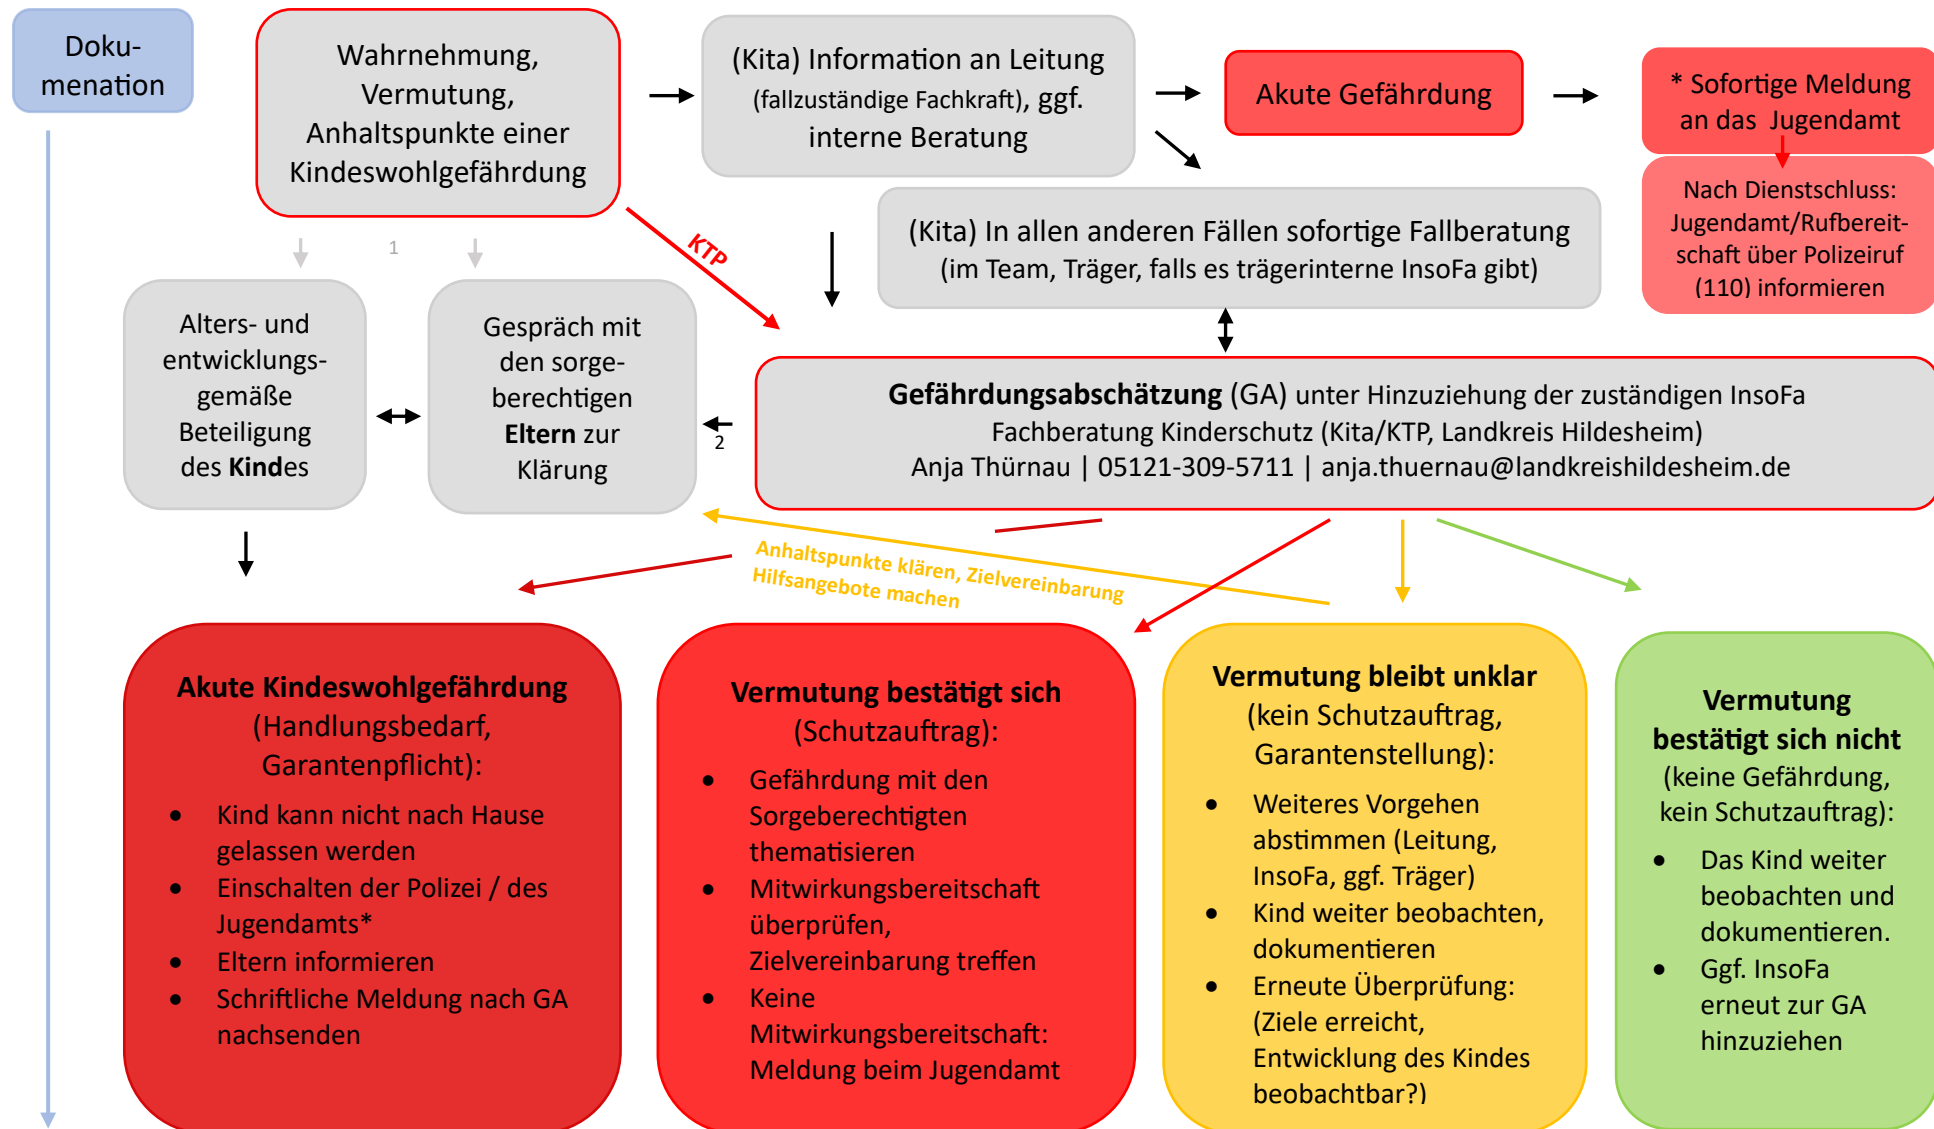 Doku-
menation
Wahrnehmung,
Vermutung,
Anhaltspunkte einer
Kindeswohlgefährdung
(Kita) Information an Leitung
(fallzuständige Fachkraft), ggf.
interne Beratung
Akute Gefährdung
* Sofortige Meldung
an das Jugendamt
Nach Dienstschluss:
Jugendamt/Rufbereit-
schaft über Polizeiruf
(110) informieren
(Kita) In allen anderen Fällen sofortige Fallberatung
(im Team, Träger, falls es trägerinterne InsoFa gibt)
KTP
1
Alters- und
entwicklungs-
gemäße
Beteiligung
des Kindes
Gespräch mit
den sorge-
berechtigen
Eltern zur
Klärung
2
Gefährdungsabschätzung (GA) unter Hinzuziehung der zuständigen InsoFa
Fachberatung Kinderschutz (Kita/KTP, Landkreis Hildesheim)
Anja Thürnau | 05121-309-5711 | anja.thuernau@landkreishildesheim.de
Anhaltspunkte klären, Zielvereinbarung
Hilfsangebote machen
Akute Kindeswohlgefährdung
(Handlungsbedarf,
Garantenpflicht):
• Kind kann nicht nach Hause
gelassen werden
• Einschalten der Polizei / des
Jugendamts*
• Eltern informieren
• Schriftliche Meldung nach GA
nachsenden
Vermutung bestätigt sich
(Schutzauftrag):
• Gefährdung mit den
Sorgeberechtigten
thematisieren
• Mitwirkungsbereitschaft
überprüfen,
Zielvereinbarung treffen
• Keine
Mitwirkungsbereitschaft:
Meldung beim Jugendamt
Vermutung bleibt unklar
(kein Schutzauftrag,
Garantenstellung):
• Weiteres Vorgehen
abstimmen (Leitung,
InsoFa, ggf. Träger)
• Kind weiter beobachten,
dokumentieren
• Erneute Überprüfung:
(Ziele erreicht,
Entwicklung des Kindes
beobachtbar?)
Vermutung
bestätigt sich nicht
(keine Gefährdung,
kein Schutzauftrag):
• Das Kind weiter
beobachten und
dokumentieren.
• Ggf. InsoFa
erneut zur GA
hinzuziehen